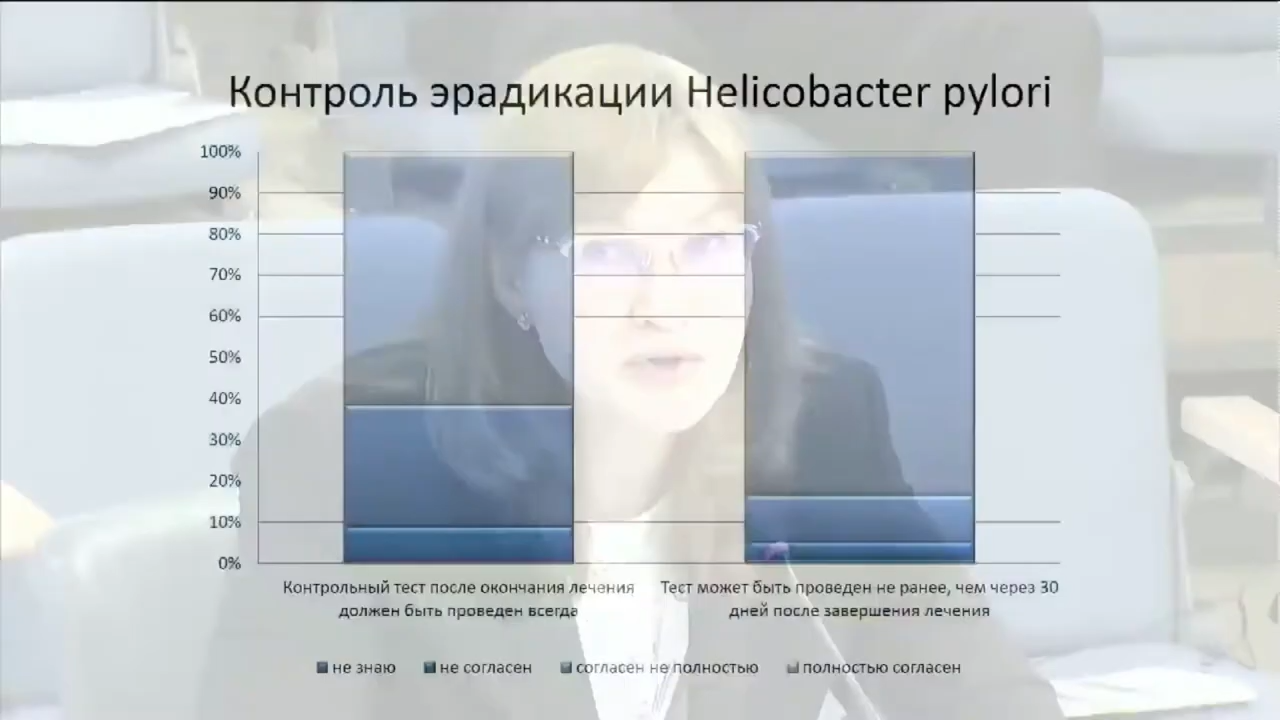 Контроль эрадикации Helicobacter pylori
100%
90%
80%
70%
60%
50%
40%
30%
20%
10%
0%
Контрольный тест после окончания лечения
должен быть проведен всегда
Тест может быть проведен не ранее, чем через 30
дней после завершения лечения
не знаю
не согласен
согласен не полностью
полностью согласен